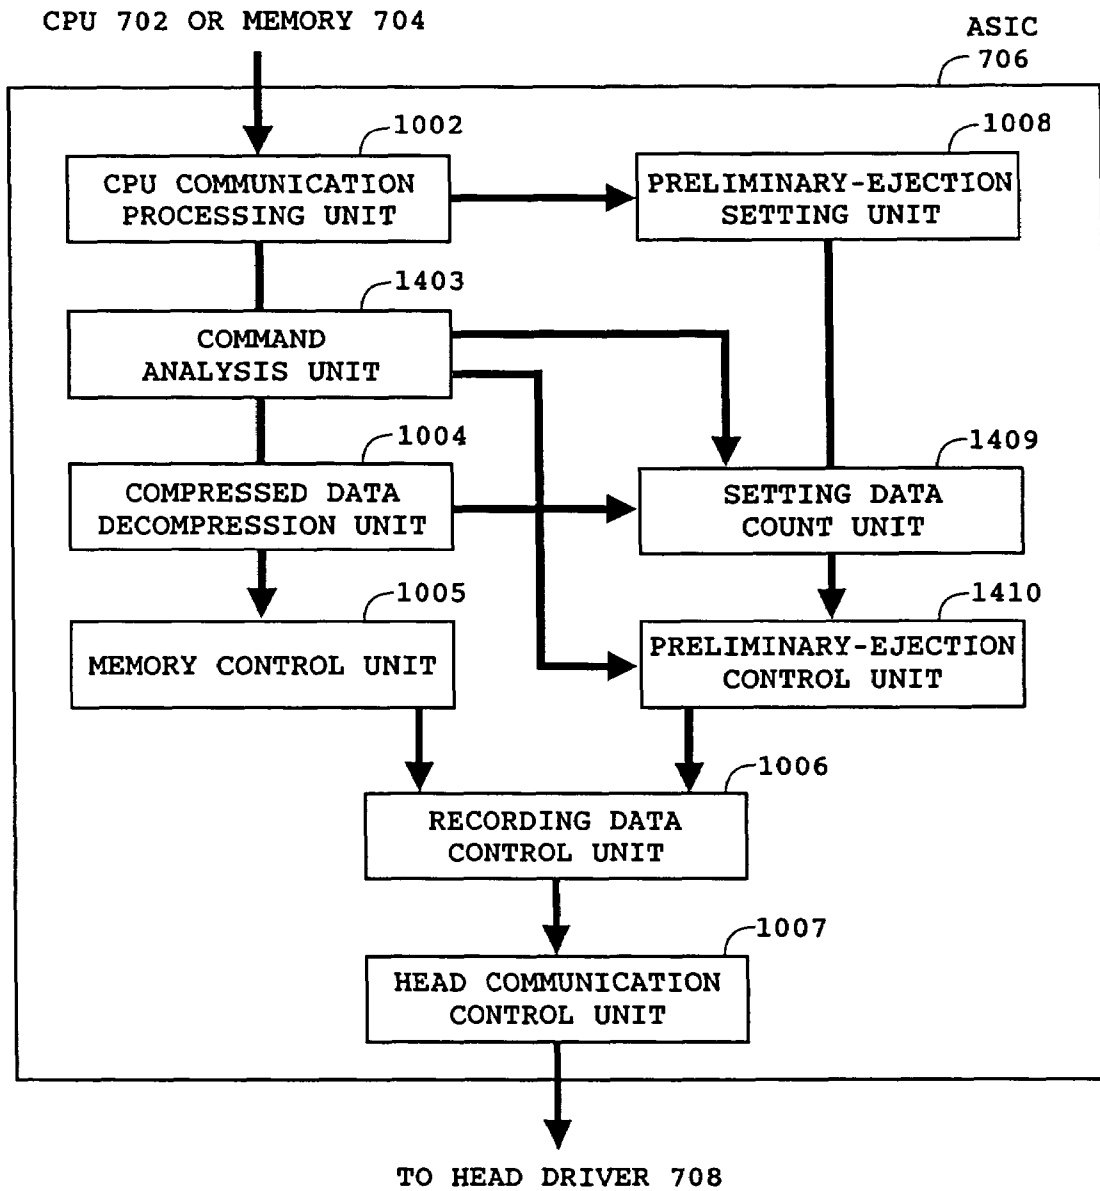 CPU 702 OR MEMORY 704
ASIC
706
1002
CPU COMMUNICATION
PROCESSING UNIT
1008
PRELIMINARY-EJECTION
SETTING UNIT
1403
COMMAND
ANALYSIS UNIT
1004
COMPRESSED DATA
DECOMPRESSION UNIT
1409
SETTING DATA
COUNT UNIT
1005
MEMORY CONTROL UNIT
1410
PRELIMINARY-EJECTION
CONTROL UNIT
1006
RECORDING DATA
CONTROL UNIT
1007
HEAD COMMUNICATION
CONTROL UNIT
TO HEAD DRIVER 708